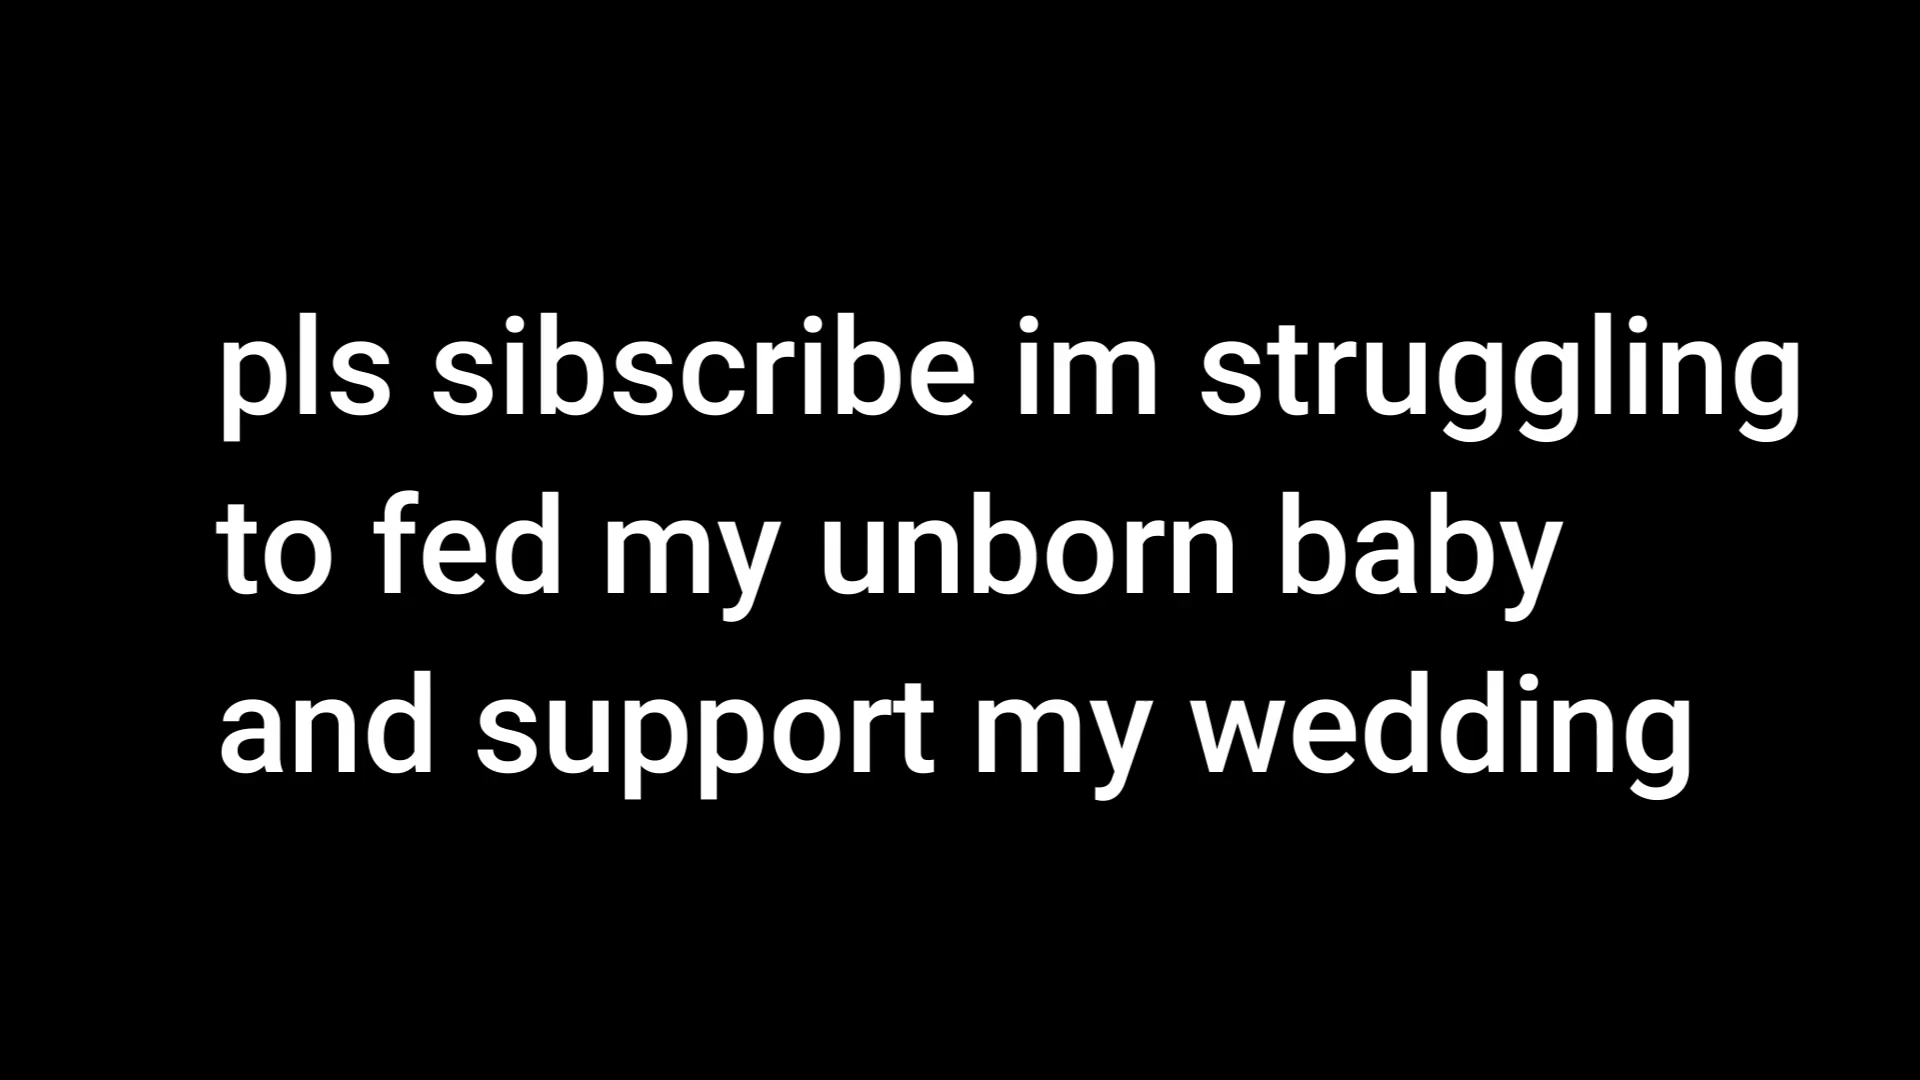 pls sibscribe im struggling
to fed my unborn baby
and support my wedding